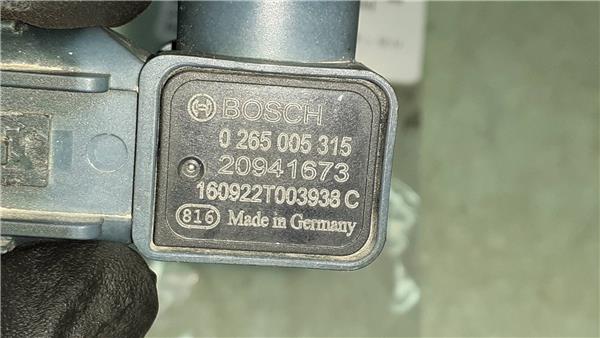 BOSCH
0 265 005 315
20941673
160922T003938 C
816 Made in Germany